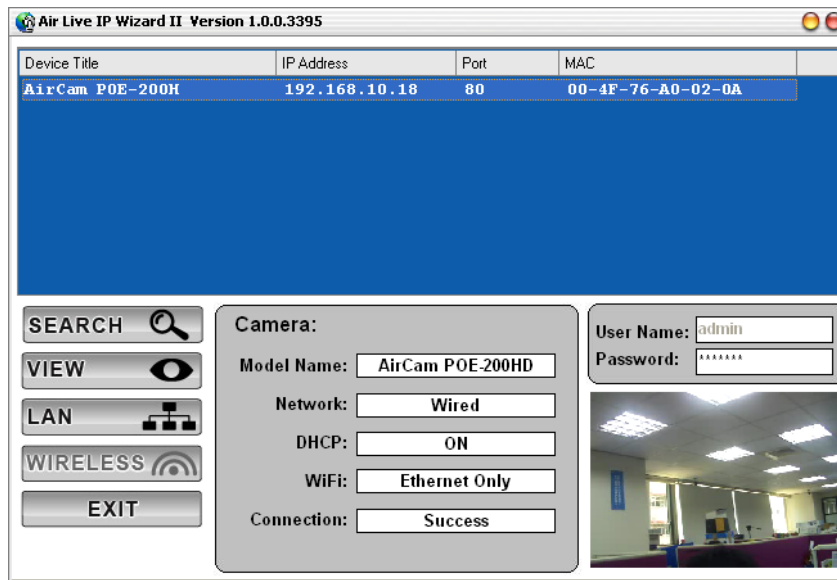 Air Live IP Wizard II Version 1.0.0.3395
Device Title IP Address Port MAC
AirCam POE-200H 192.168.10.18 80 00-4F-76-A0-02-0A
SEARCH
VIEW
LAN
WIRELESS
EXIT
Camera:
Model Name: AirCam POE-200HD
Network: Wired
DHCP: ON
WiFi: Ethernet Only
Connection: Success
User Name: admin
Password: *******